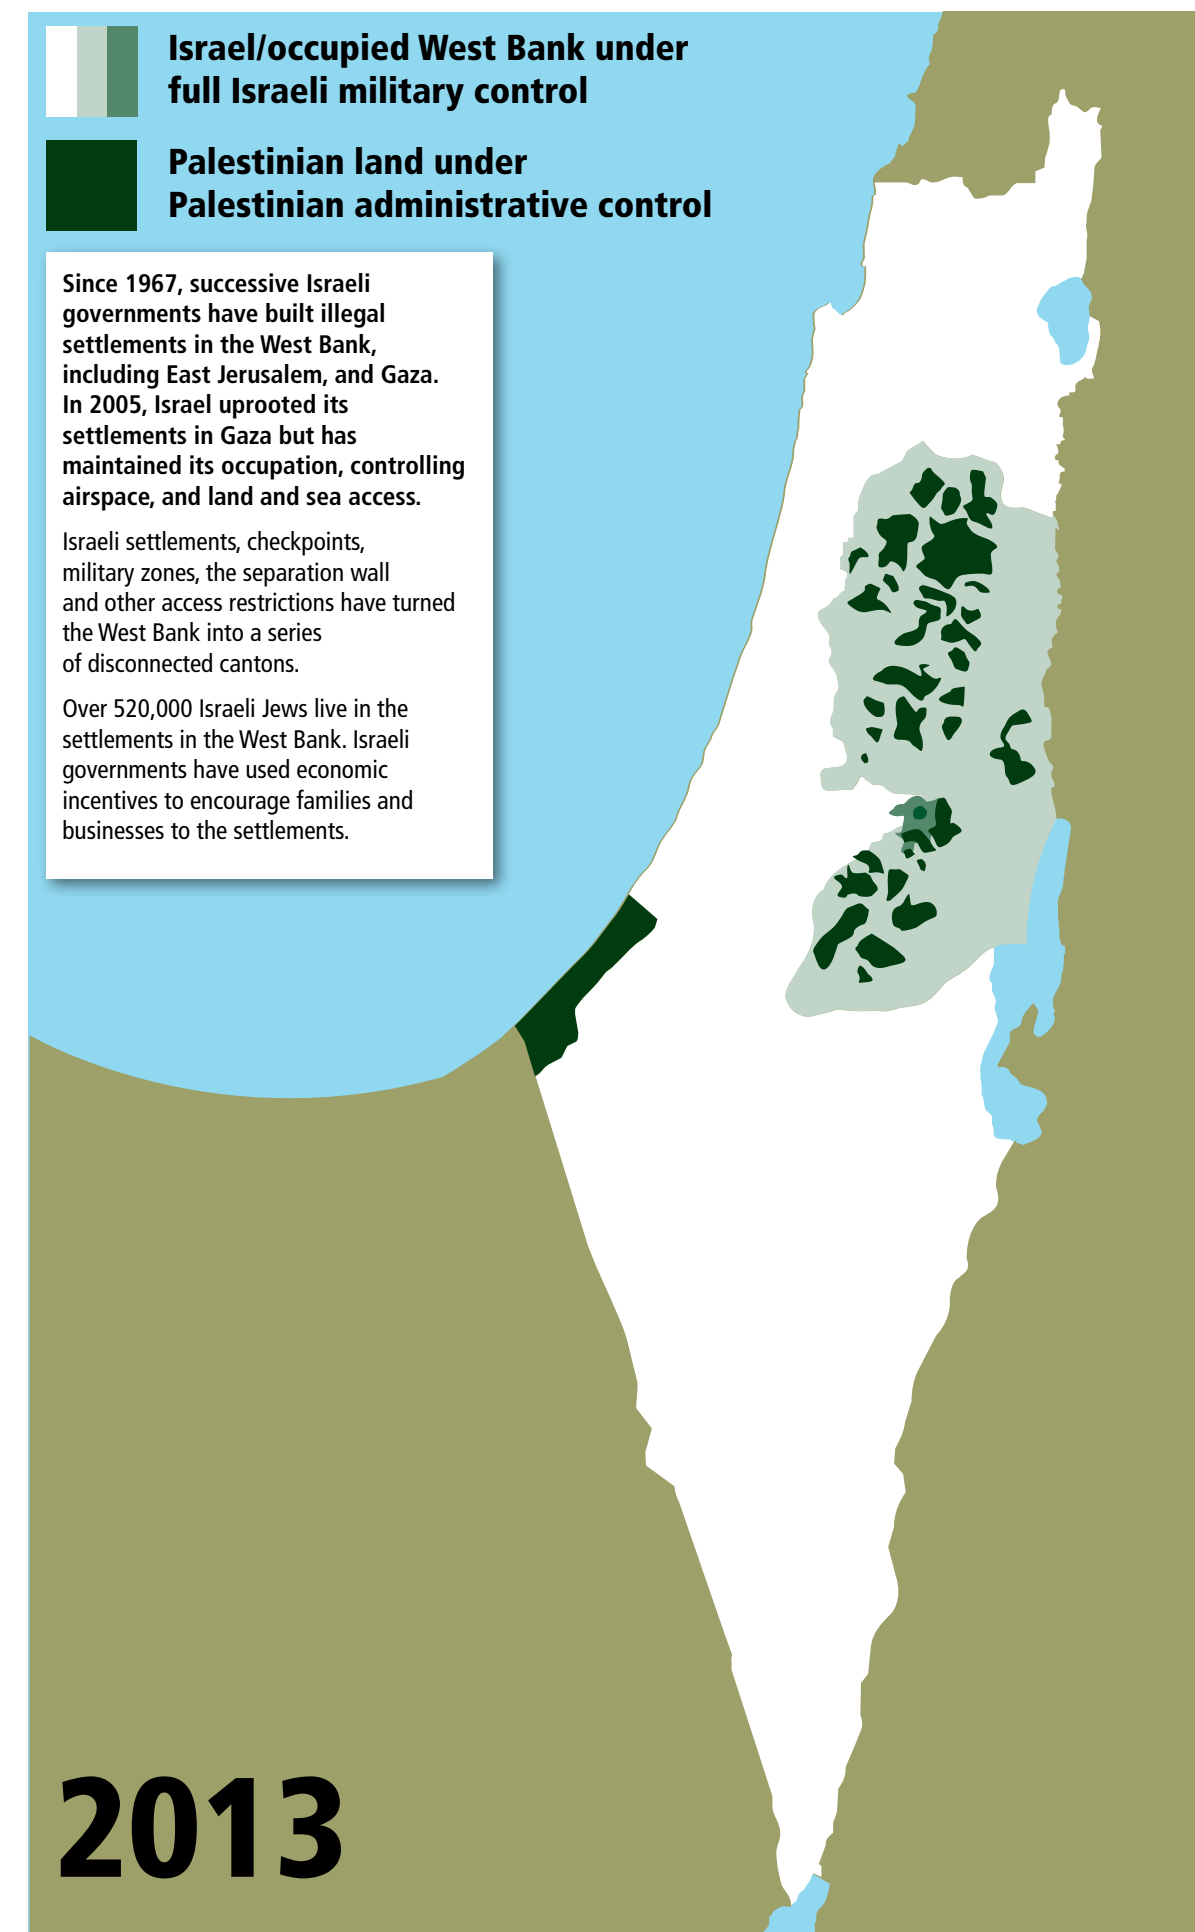 Israel/occupied West Bank under
full Israeli military control
Palestinian land under
Palestinian administrative control
Since 1967, successive Israeli
governments have built illegal
settlements in the West Bank,
including East Jerusalem, and Gaza.
In 2005, Israel uprooted its
settlements in Gaza but has
maintained its occupation, controlling
airspace, and land and sea access.
Israeli settlements, checkpoints,
military zones, the separation wall
and other access restrictions have turned
the West Bank into a series
of disconnected cantons.
Over 520,000 Israeli Jews live in the
settlements in the West Bank. Israeli
governments have used economic
incentives to encourage families and
businesses to the settlements.
2013